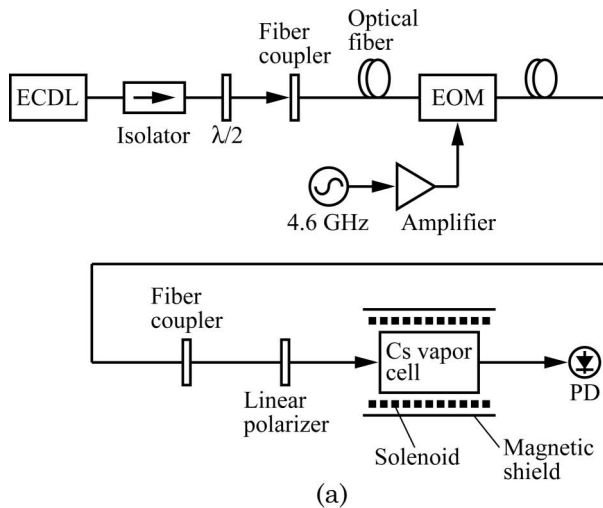 Optical
fiber
Fiber
coupler
ECDL
Isolator
λ/2
EOM
4.6 GHz
Amplifier
Fiber
coupler
Linear
polarizer
Cs vapor
cell
PD
Solenoid
Magnetic
shield
(a)